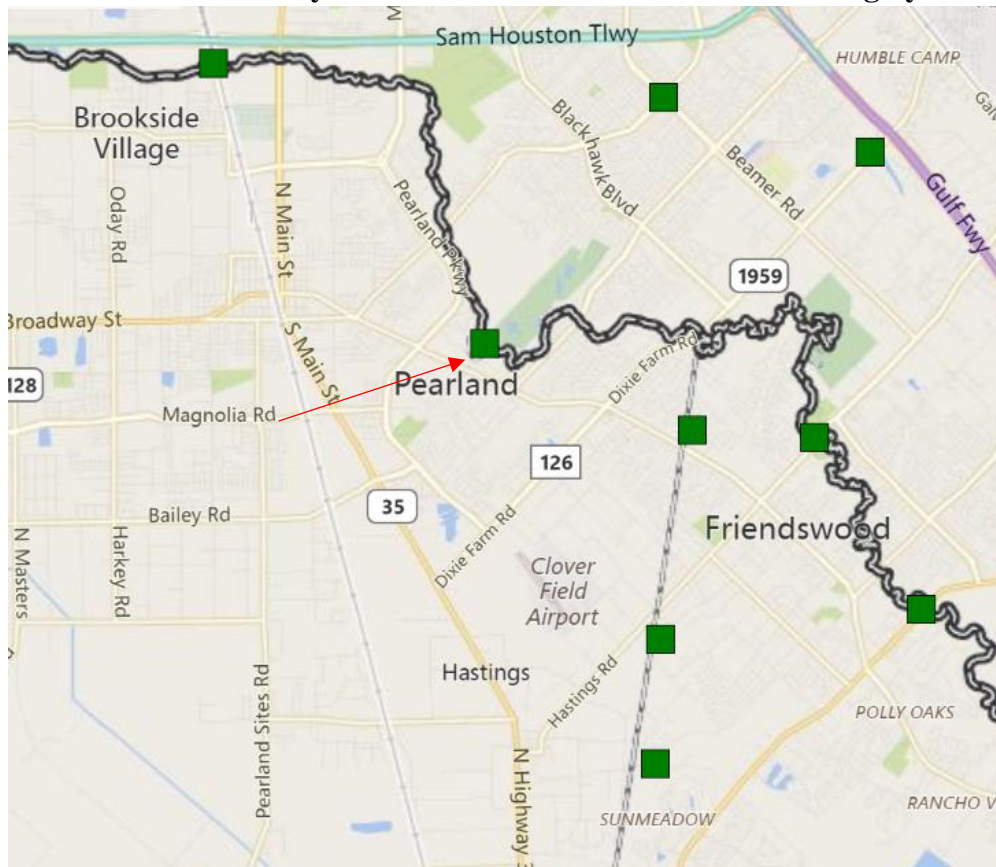 Sam Houston Tlwy
HUMBLE CAMP
Brookside
Village
Blackhawk Blvd
Beamer Rd
Gulf Fwy
Oday Rd
N Main St
Pearland Pkwy
1959
Broadway St
S Main St
Dixie Farm Rd
128
Pearland
Magnolia Rd
126
35
Bailey Rd
Friendswood
N Masters
Harkey Rd
Dixie Farm Rd
Clover
Field
Airport
Hastings
Hastings Rd
Pearland Sites Rd
POLLY OAKS
N Highway
RANCHO V
SUNMEADOW